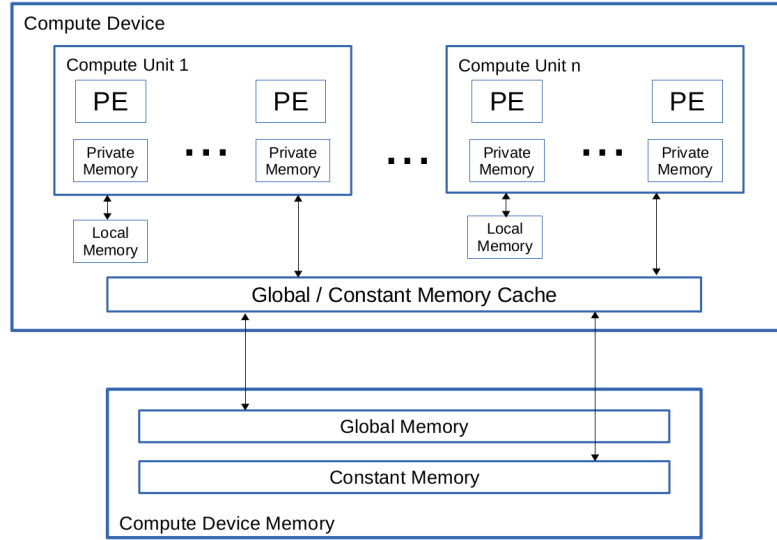 Compute Device
Compute Unit 1
Compute Unit n
PE
PE
PE
PE
Private
Memory
...
Private
Memory
...
Private
Memory
...
Private
Memory
Local
Memory
Local
Memory
Global / Constant Memory Cache
Global Memory
Constant Memory
Compute Device Memory